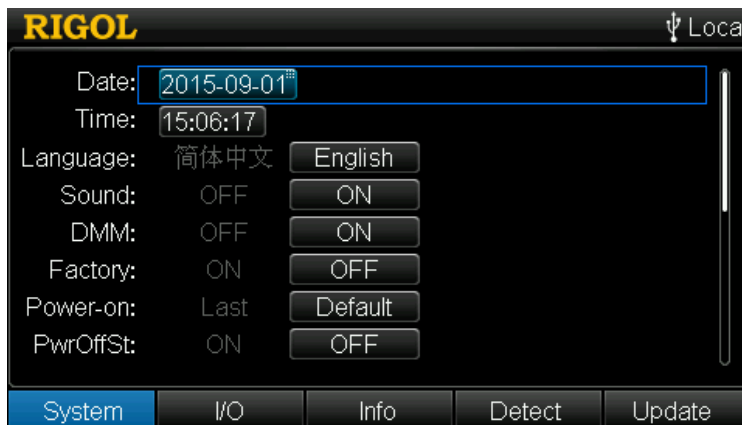 RIGOL Loca
Date: 2015-09-01
Time: 15:06:17
Language: 简体中文 English
Sound: OFF ON
DMM: OFF ON
Factory: ON OFF
Power-on: Last Default
PwrOffSt: ON OFF
System I/O Info Detect Update